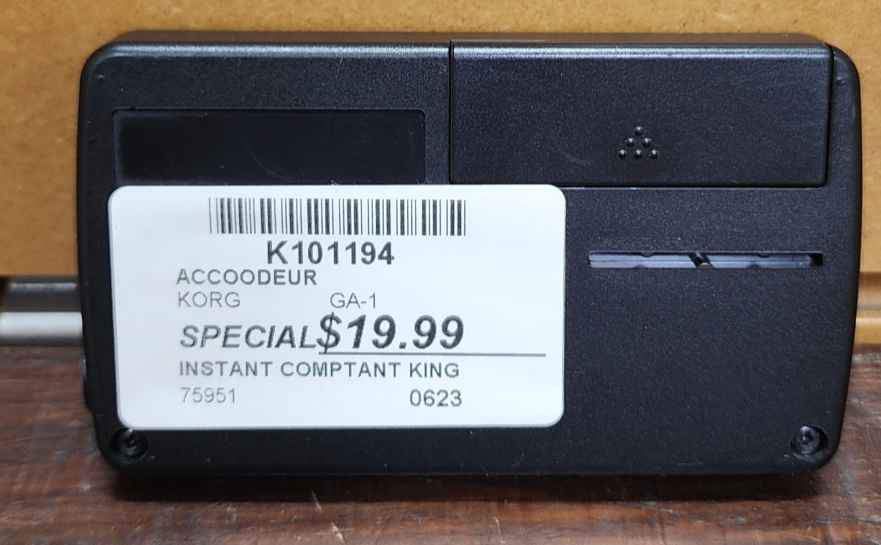 K101194
ACCOODEUR
KORG GA-1
SPECIAL $19.99
INSTANT COMPTANT KING
75951 0623